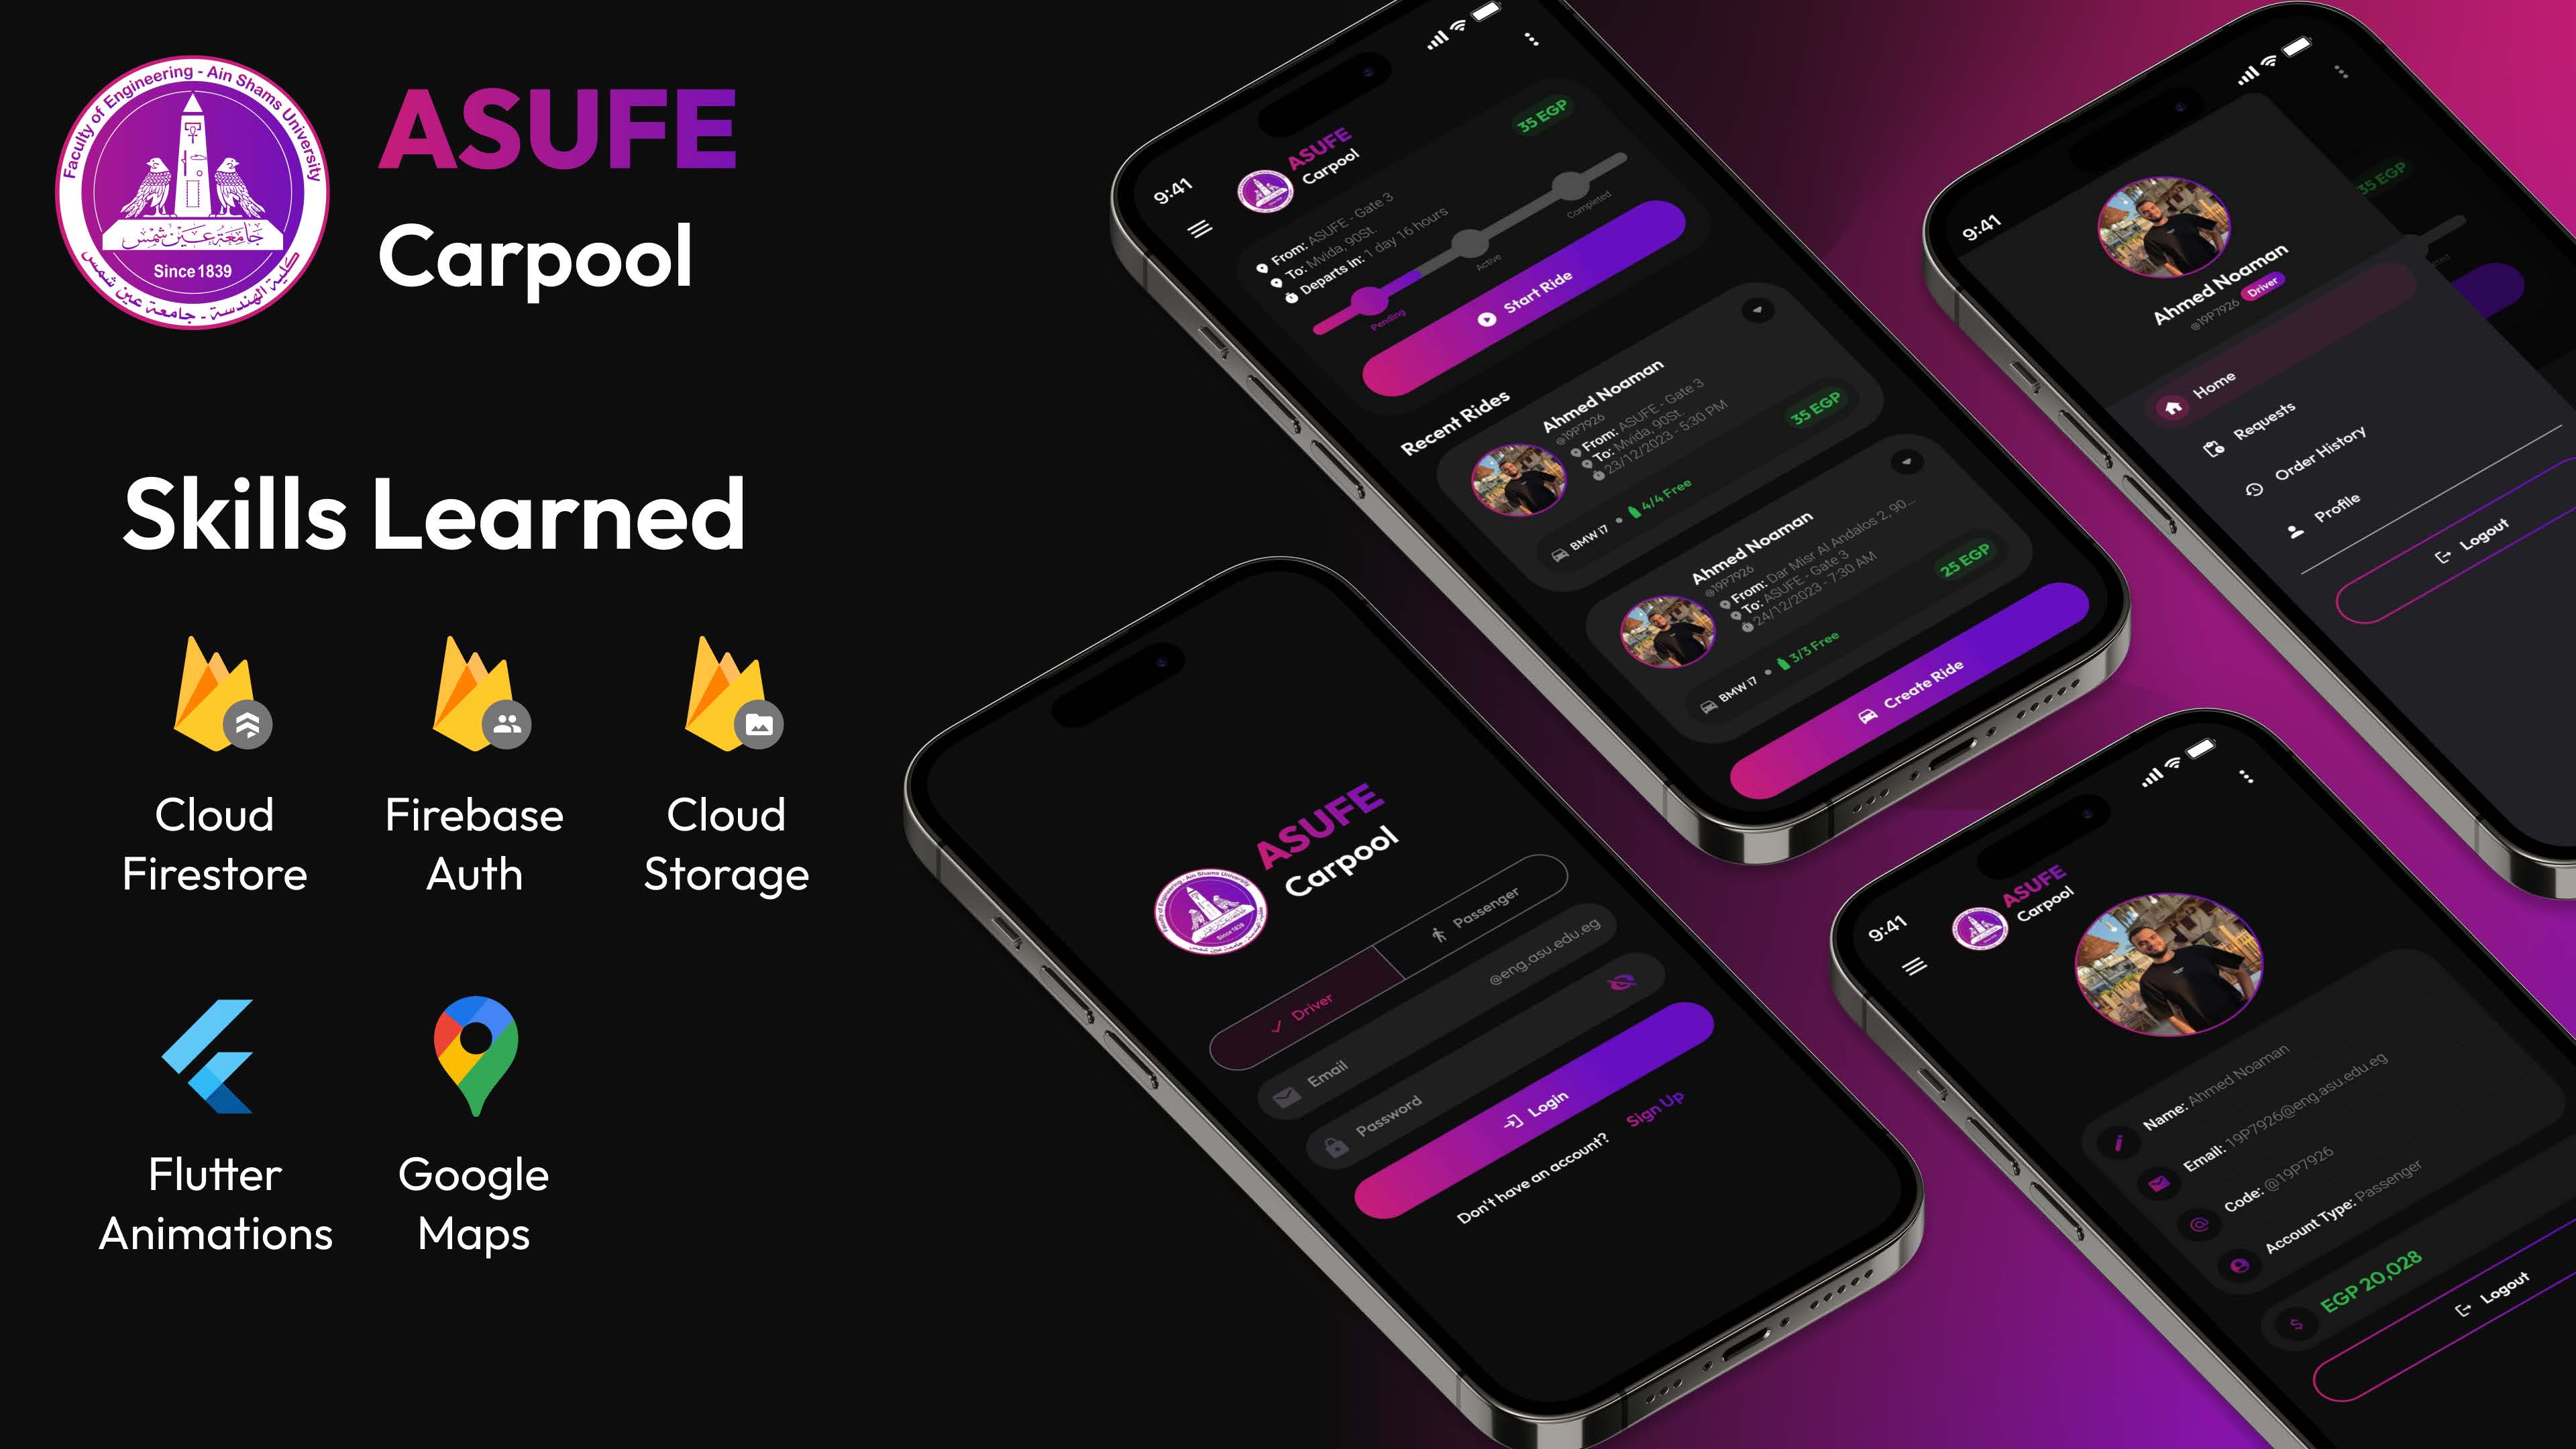 Faculty of Engineering - Ain Shams University
جامعة عين شمس
Since 1839
كلية الهندسة - جامعة عين شمس
ASUFE
Carpool
Skills Learned
Cloud
Firestore
Firebase
Auth
Cloud
Storage
Flutter
Animations
Google
Maps
9:41
ASUFE
Carpool
35 EGP
From: ASUFE - Gate 3
To: Mvida, 90St.
Departs in: 1 day 16 hours
Pending
Active
Completed
Start Ride
Recent Rides
Ahmed Noaman
@19P7926
From: ASUFE - Gate 3
To: Mvida, 90St.
23/12/2023 - 5:30 PM
35 EGP
BMW i7 • 4/4 Free
Ahmed Noaman
@19P7926
From: Dar Misr Al Andalos 2, 90...
To: ASUFE - Gate 3
24/12/2023 - 7:30 AM
25 EGP
BMW i7 • 3/3 Free
Create Ride
9:41
35 EGP
Ahmed Noaman
@19P7926 Driver
Home
Requests
Order History
Profile
Logout
Faculty of Engineering - Ain Shams University
Since 1839
ASUFE
Carpool
Driver
Passenger
Email
@eng.asu.edu.eg
Password
Login
Don't have an account? Sign Up
9:41
ASUFE
Carpool
Name: Ahmed Noaman
Email: 19P7926@eng.asu.edu.eg
Code: @19P7926
Account Type: Passenger
EGP 20,028
Logout